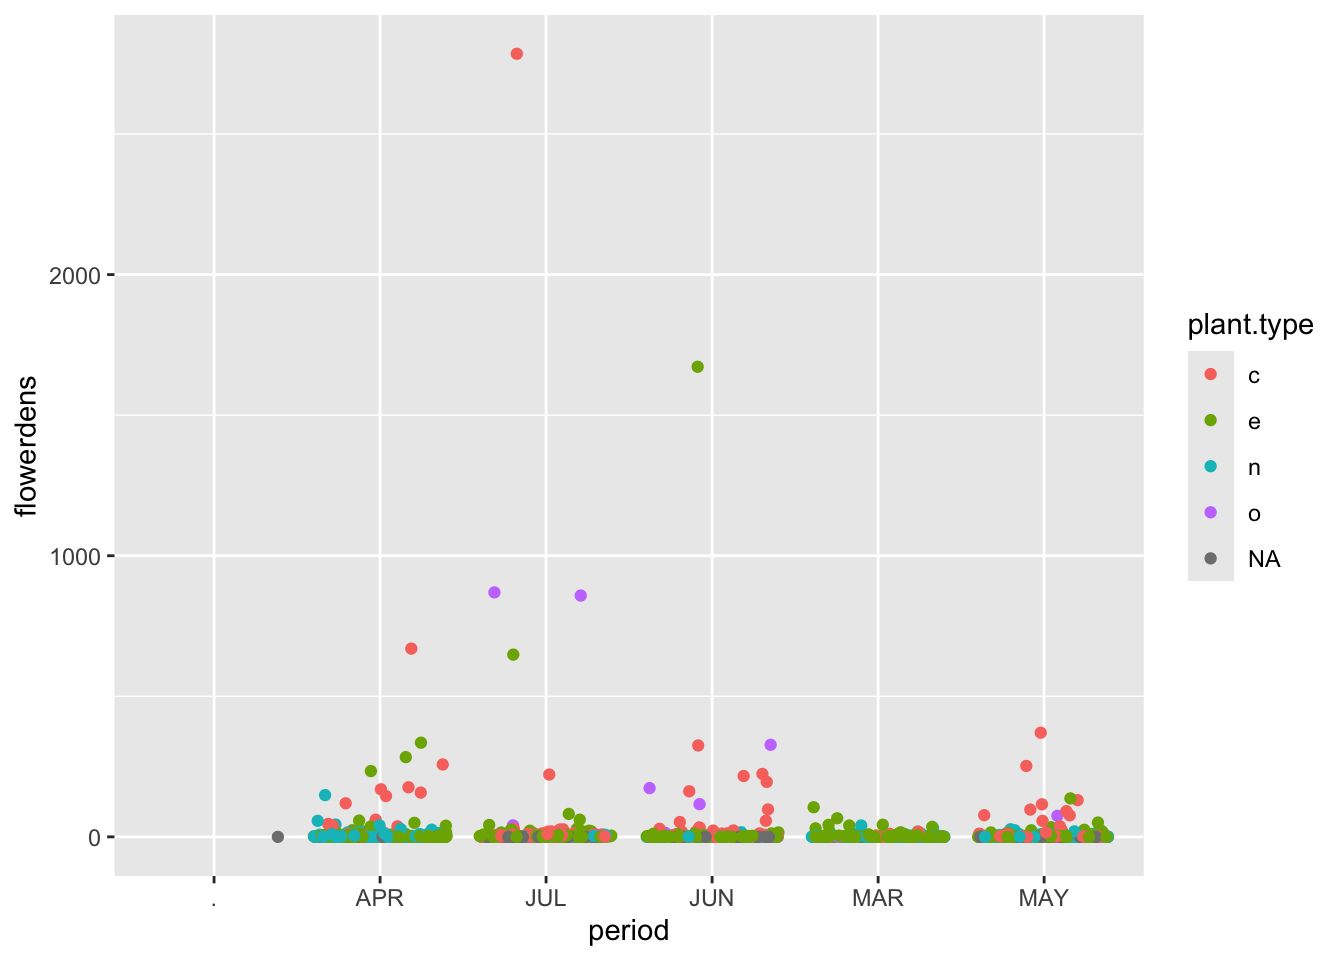 flowerdens
2000
1000
0
.
APR
JUL
JUN
MAR
MAY
period
plant.type
c
e
n
o
NA